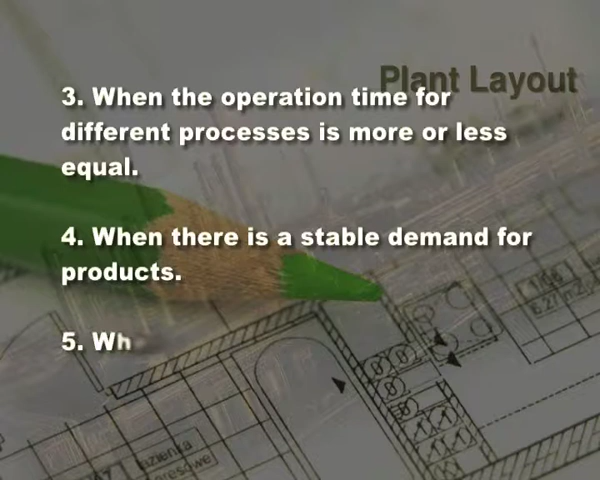 Plant Layout
3. When the operation time for
different processes is more or less
equal.
4. When there is a stable demand for
products.
5. Wh